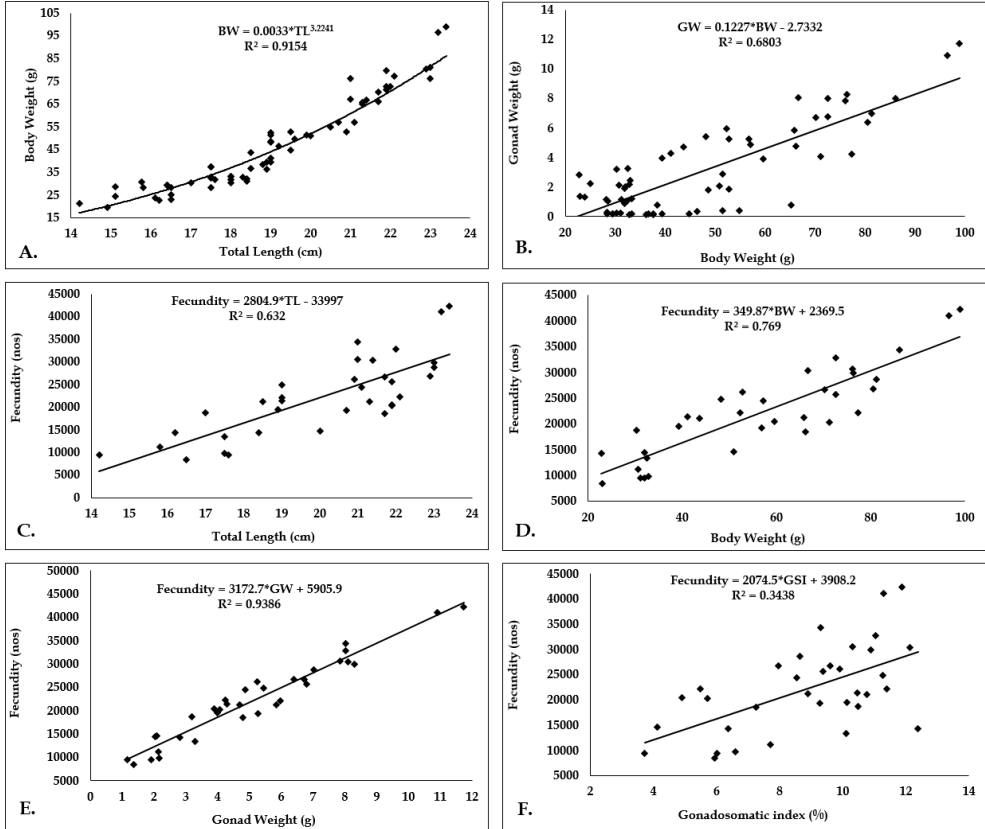 BW = 0.0033*TL^3.2241
R² = 0.9154
Body Weight (g)
105
95
85
75
65
55
45
35
25
15
14 15 16 17 18 19 20 21 22 23 24
Total Length (cm)
A.
GW = 0.1227*BW - 2.7332
R² = 0.6803
Gonad Weight (g)
14
12
10
8
6
4
2
0
20 30 40 50 60 70 80 90 100
Body Weight (g)
B.
Fecundity = 2804.9*TL - 33997
R² = 0.632
Fecundity (nos)
45000
40000
35000
30000
25000
20000
15000
10000
5000
0
14 15 16 17 18 19 20 21 22 23 24
Total Length (cm)
C.
Fecundity = 349.87*BW + 2369.5
R² = 0.769
Fecundity (nos)
45000
40000
35000
30000
25000
20000
15000
10000
5000
20 40 60 80 100
Body Weight (g)
D.
Fecundity = 3172.7*GW + 5905.9
R² = 0.9386
Fecundity (nos)
50000
45000
40000
35000
30000
25000
20000
15000
10000
5000
0 1 2 3 4 5 6 7 8 9 10 11 12
Gonad Weight (g)
E.
Fecundity = 2074.5*GSI + 3908.2
R² = 0.3438
Fecundity (nos)
45000
40000
35000
30000
25000
20000
15000
10000
5000
2 4 6 8 10 12 14
Gonadosomatic index (%)
F.